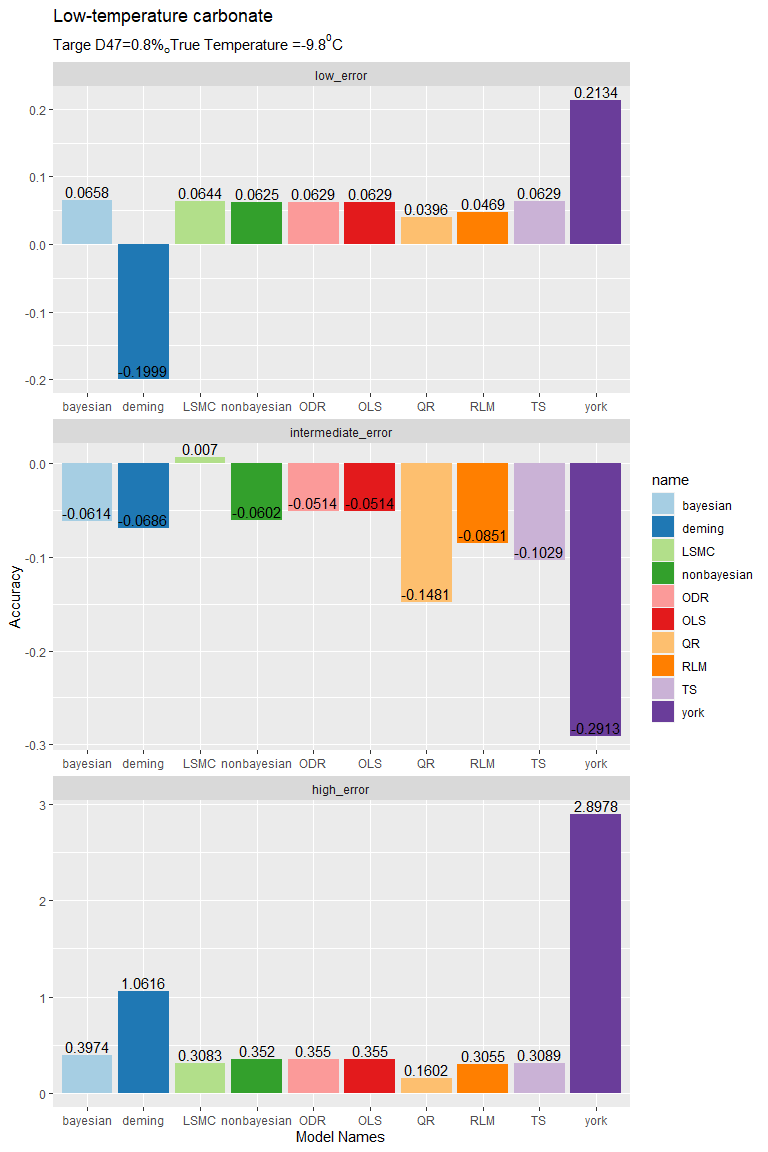 Low-temperature carbonate
Targe D47=0.8%oTrue Temperature =-9.8⁰C
low_error
0.2
0.1
0.0
-0.1
-0.2
0.0658
-0.1999
0.0644
0.0625
0.0629
0.0629
0.0396
0.0469
0.0629
0.2134
bayesian deming LSMC nonbayesian ODR OLS QR RLM TS york
intermediate_error
0.0
-0.1
-0.2
-0.3
-0.0614
-0.0686
0.007
-0.0602
-0.0514
-0.0514
-0.1481
-0.0851
-0.1029
-0.2913
bayesian deming LSMC nonbayesian ODR OLS QR RLM TS york
high_error
3
2
1
0
0.3974
1.0616
0.3083
0.352
0.355
0.355
0.1602
0.3055
0.3089
2.8978
bayesian deming LSMC nonbayesian ODR OLS QR RLM TS york
Model Names
Accuracy
name
bayesian
deming
LSMC
nonbayesian
ODR
OLS
QR
RLM
TS
york